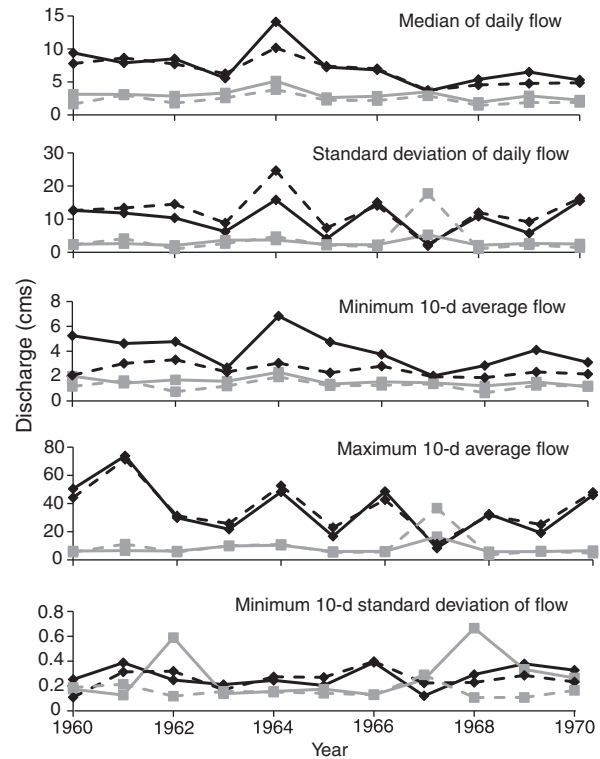 Median of daily flow
15
10
5
0
Standard deviation of daily flow
30
20
10
0
Minimum 10-d average flow
8
6
4
2
0
Discharge (cms)
Maximum 10-d average flow
80
60
40
20
0
Minimum 10-d standard deviation of flow
0.8
0.6
0.4
0.2
0
1960 1962 1964 1966 1968 1970
Year